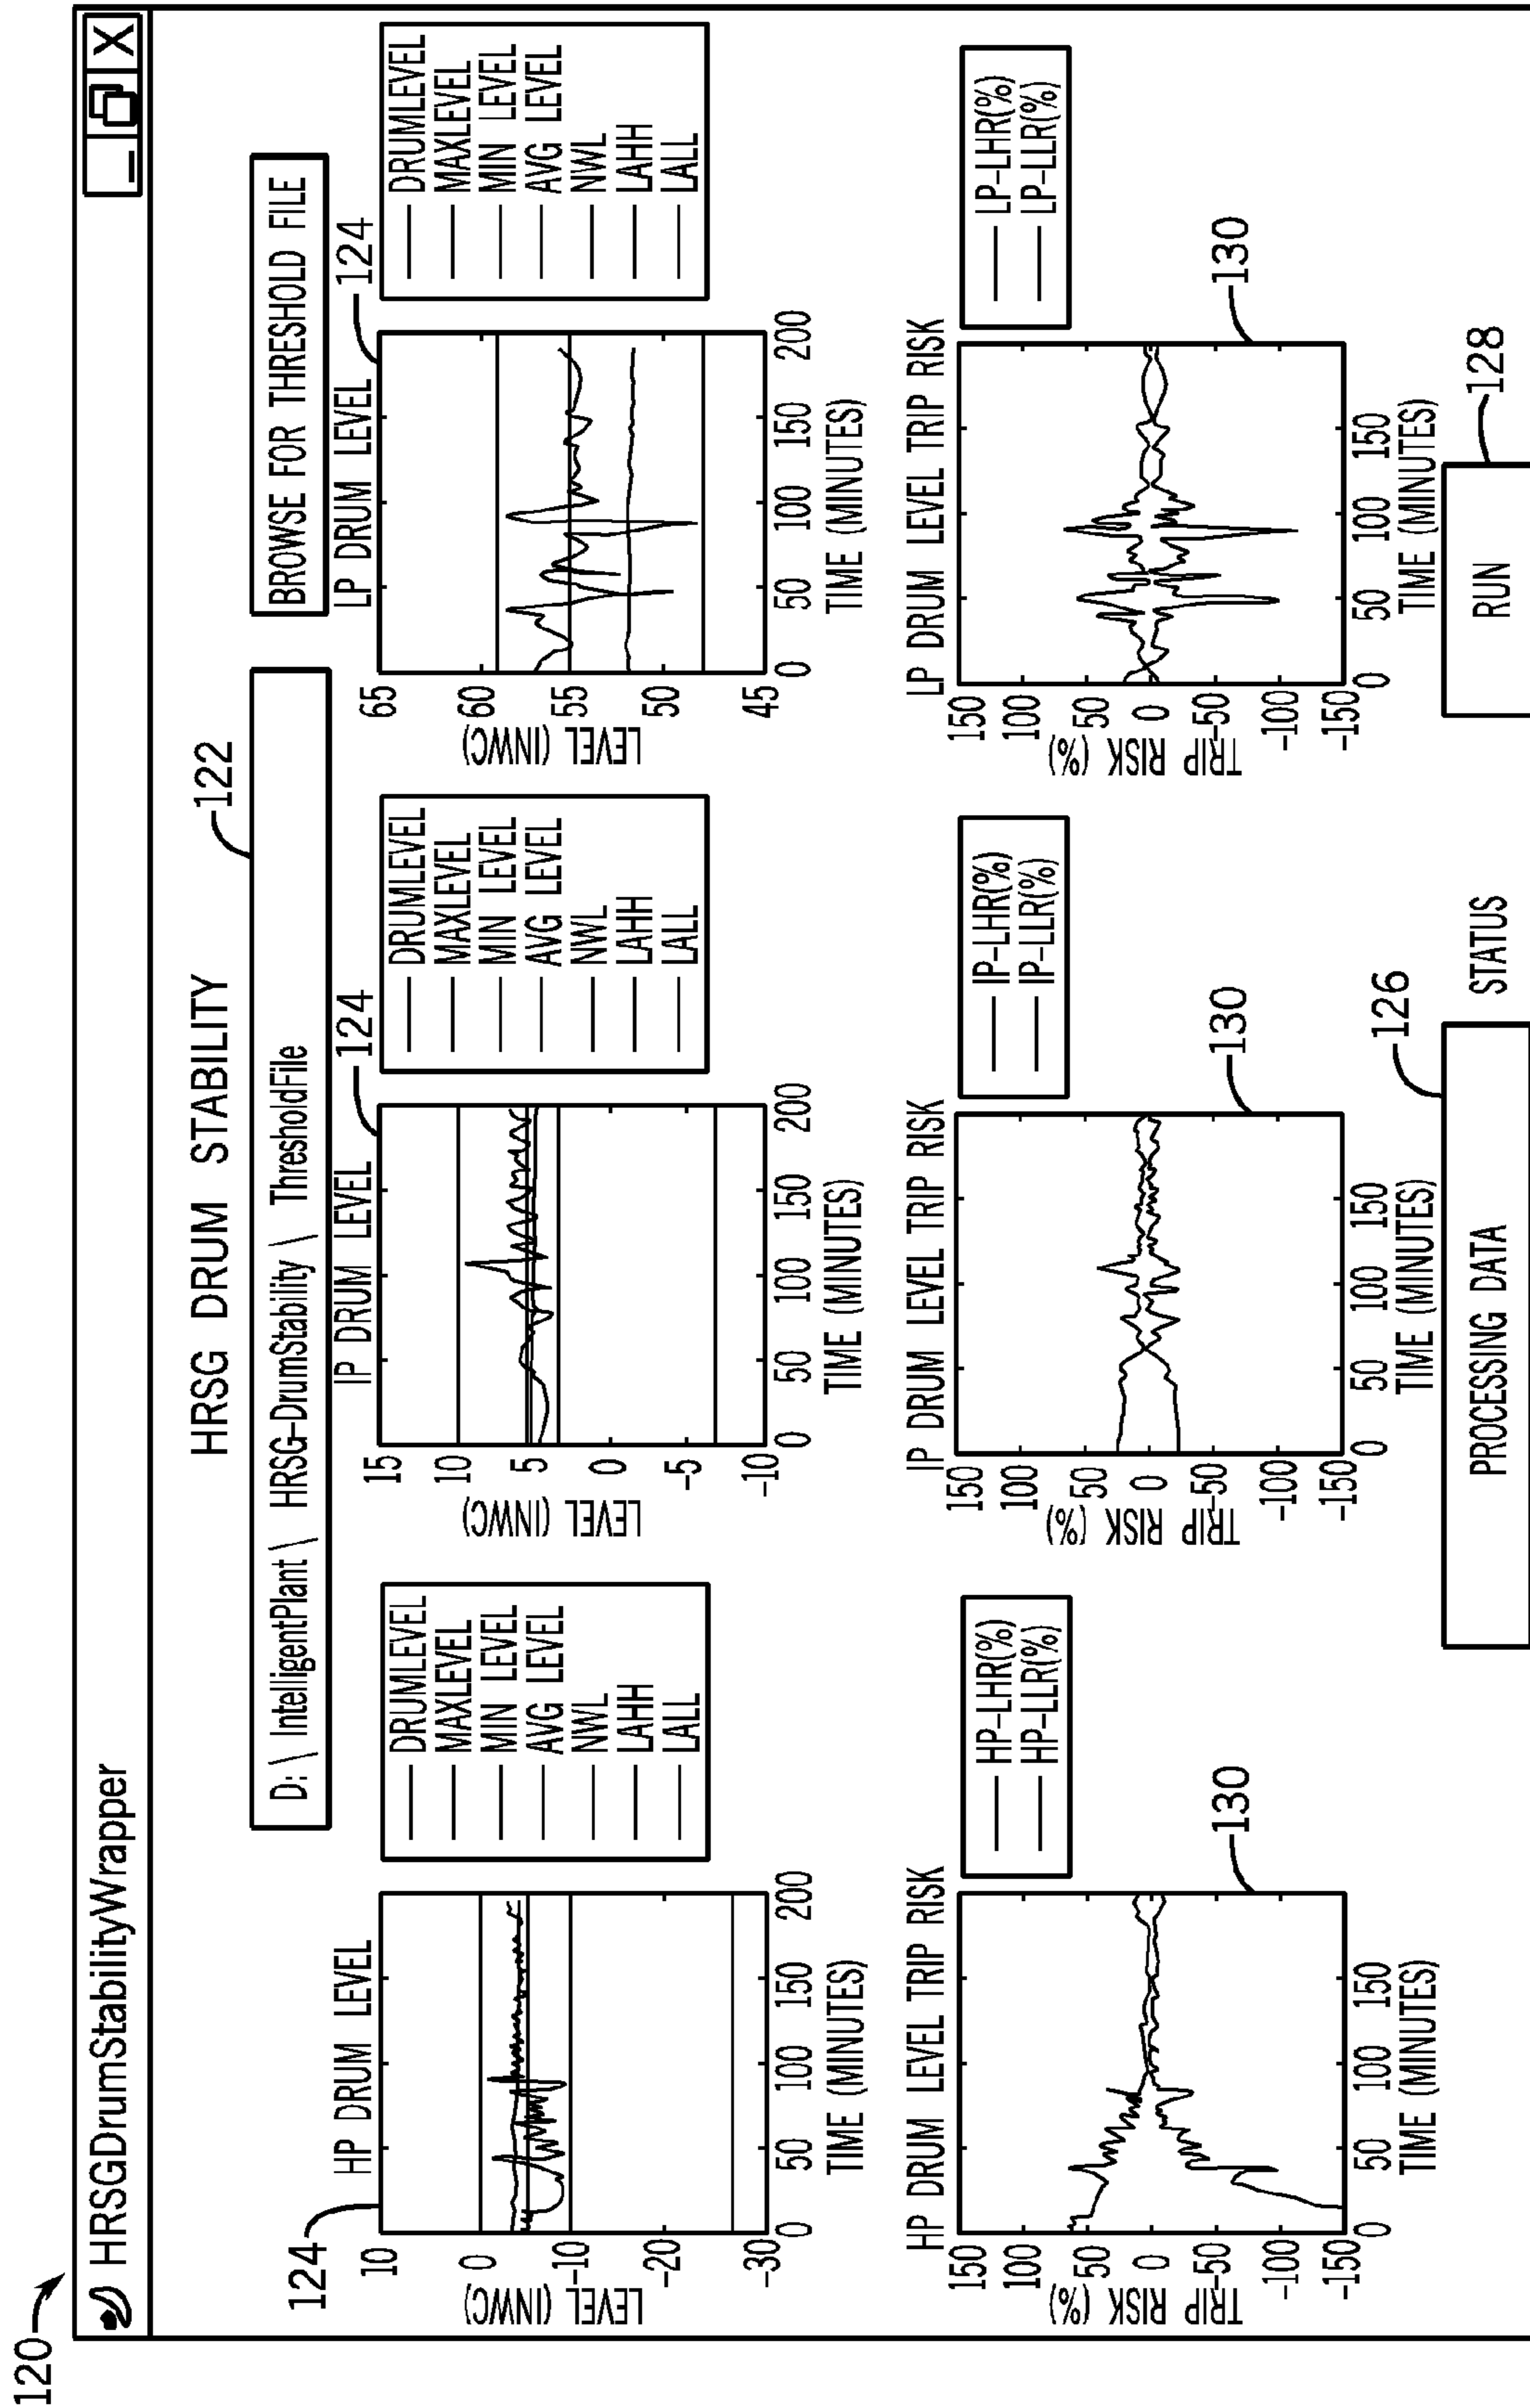 120
HRSGDrumStabilityWrapper
_ X
HRSG DRUM STABILITY
122
D: \ IntelligentPlant \ HRSG-DrumStability \ ThresholdFile
BROWSE FOR THRESHOLD FILE
124
HP DRUM LEVEL
10
0
-10
-20
-30
LEVEL (INWC)
0 50 100 150 200
TIME (MINUTES)
DRUMLEVEL
MAXLEVEL
MIN LEVEL
AVG LEVEL
NWL
LAHH
LALL
IP DRUM LEVEL
124
15
10
5
0
-5
-10
LEVEL (INWC)
0 50 100 150 200
TIME (MINUTES)
DRUMLEVEL
MAXLEVEL
MIN LEVEL
AVG LEVEL
NWL
LAHH
LALL
LP DRUM LEVEL
124
65
60
55
50
45
LEVEL (INWC)
0 50 100 150 200
TIME (MINUTES)
DRUMLEVEL
MAXLEVEL
MIN LEVEL
AVG LEVEL
NWL
LAHH
LALL
HP DRUM LEVEL TRIP RISK
150
100
50
0
-50
-100
-150
TRIP RISK (%)
0 50 100 150
TIME (MINUTES)
HP-LHR(%)
HP-LLR(%)
130
IP DRUM LEVEL TRIP RISK
150
100
50
0
-50
-100
-150
TRIP RISK (%)
0 50 100 150
TIME (MINUTES)
IP-LHR(%)
IP-LLR(%)
130
LP DRUM LEVEL TRIP RISK
150
100
50
0
-50
-100
-150
TRIP RISK (%)
0 50 100 150
TIME (MINUTES)
LP-LHR(%)
LP-LLR(%)
130
126
PROCESSING DATA
STATUS
RUN
128